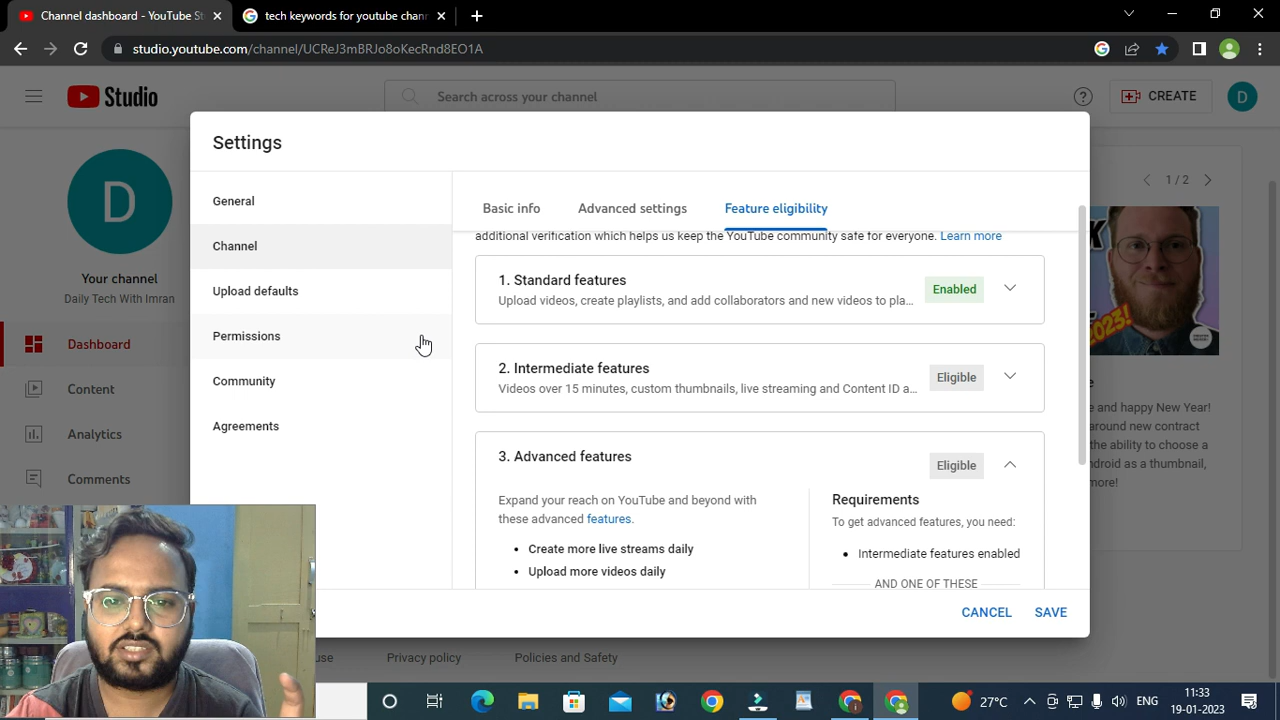 Channel dashboard - YouTube St
tech keywords for youtube chan
studio.youtube.com/channel/UCReJ3mBRJo8oKecRnd8EO1A
Studio
Search across your channel
CREATE
D
Settings
D
Your channel
Daily Tech With Imran
Dashboard
Content
Analytics
Comments
General
Channel
Upload defaults
Permissions
Community
Agreements
Basic info
Advanced settings
Feature eligibility
additional verification which helps us keep the YouTube community safe for everyone. Learn more
1. Standard features
Upload videos, create playlists, and add collaborators and new videos to pla...
Enabled
2. Intermediate features
Videos over 15 minutes, custom thumbnails, live streaming and Content ID a...
Eligible
3. Advanced features
Eligible
Expand your reach on YouTube and beyond with
these advanced features.
• Create more live streams daily
• Upload more videos daily
Requirements
To get advanced features, you need:
• Intermediate features enabled
AND ONE OF THESE
CANCEL
SAVE
1 / 2
2023!
e
e and happy New Year!
around new contract
the ability to choose a
ndroid as a thumbnail,
more!
use
Privacy policy
Policies and Safety
27°C
ENG
11:33
19-01-2023